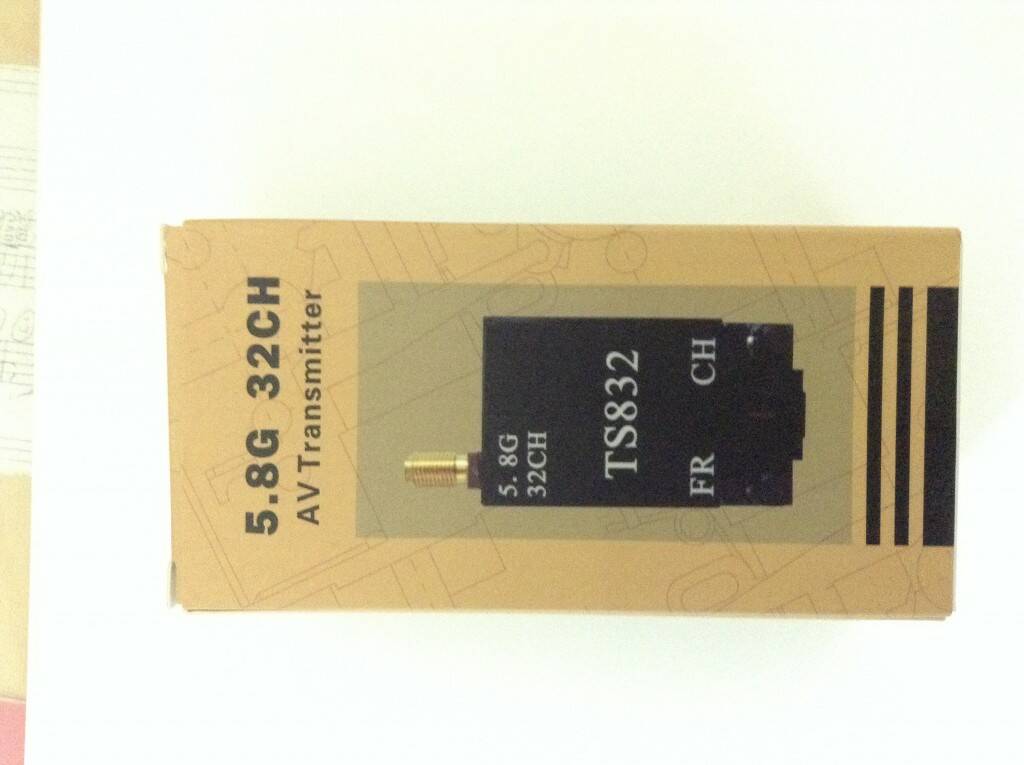 5.8G 32CH
AV Transmitter
5.8G
32CH
TS832
FR CH